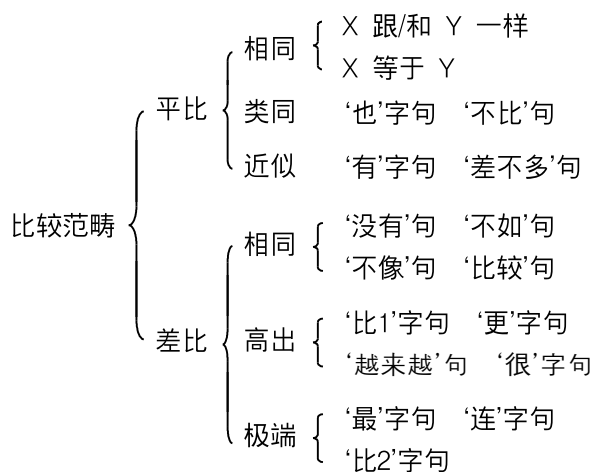 比较范畴
平比
相同
X 跟/和 Y 一样
X 等于 Y
类同
‘也’字句 ‘不比’句
近似
‘有’字句 ‘差不多’句
差比
相同
‘没有’句 ‘不如’句
‘不像’句 ‘比较’句
高出
‘比1’字句 ‘更’字句
‘越来越’句 ‘很’字句
极端
‘最’字句 ‘连’字句
‘比2’字句